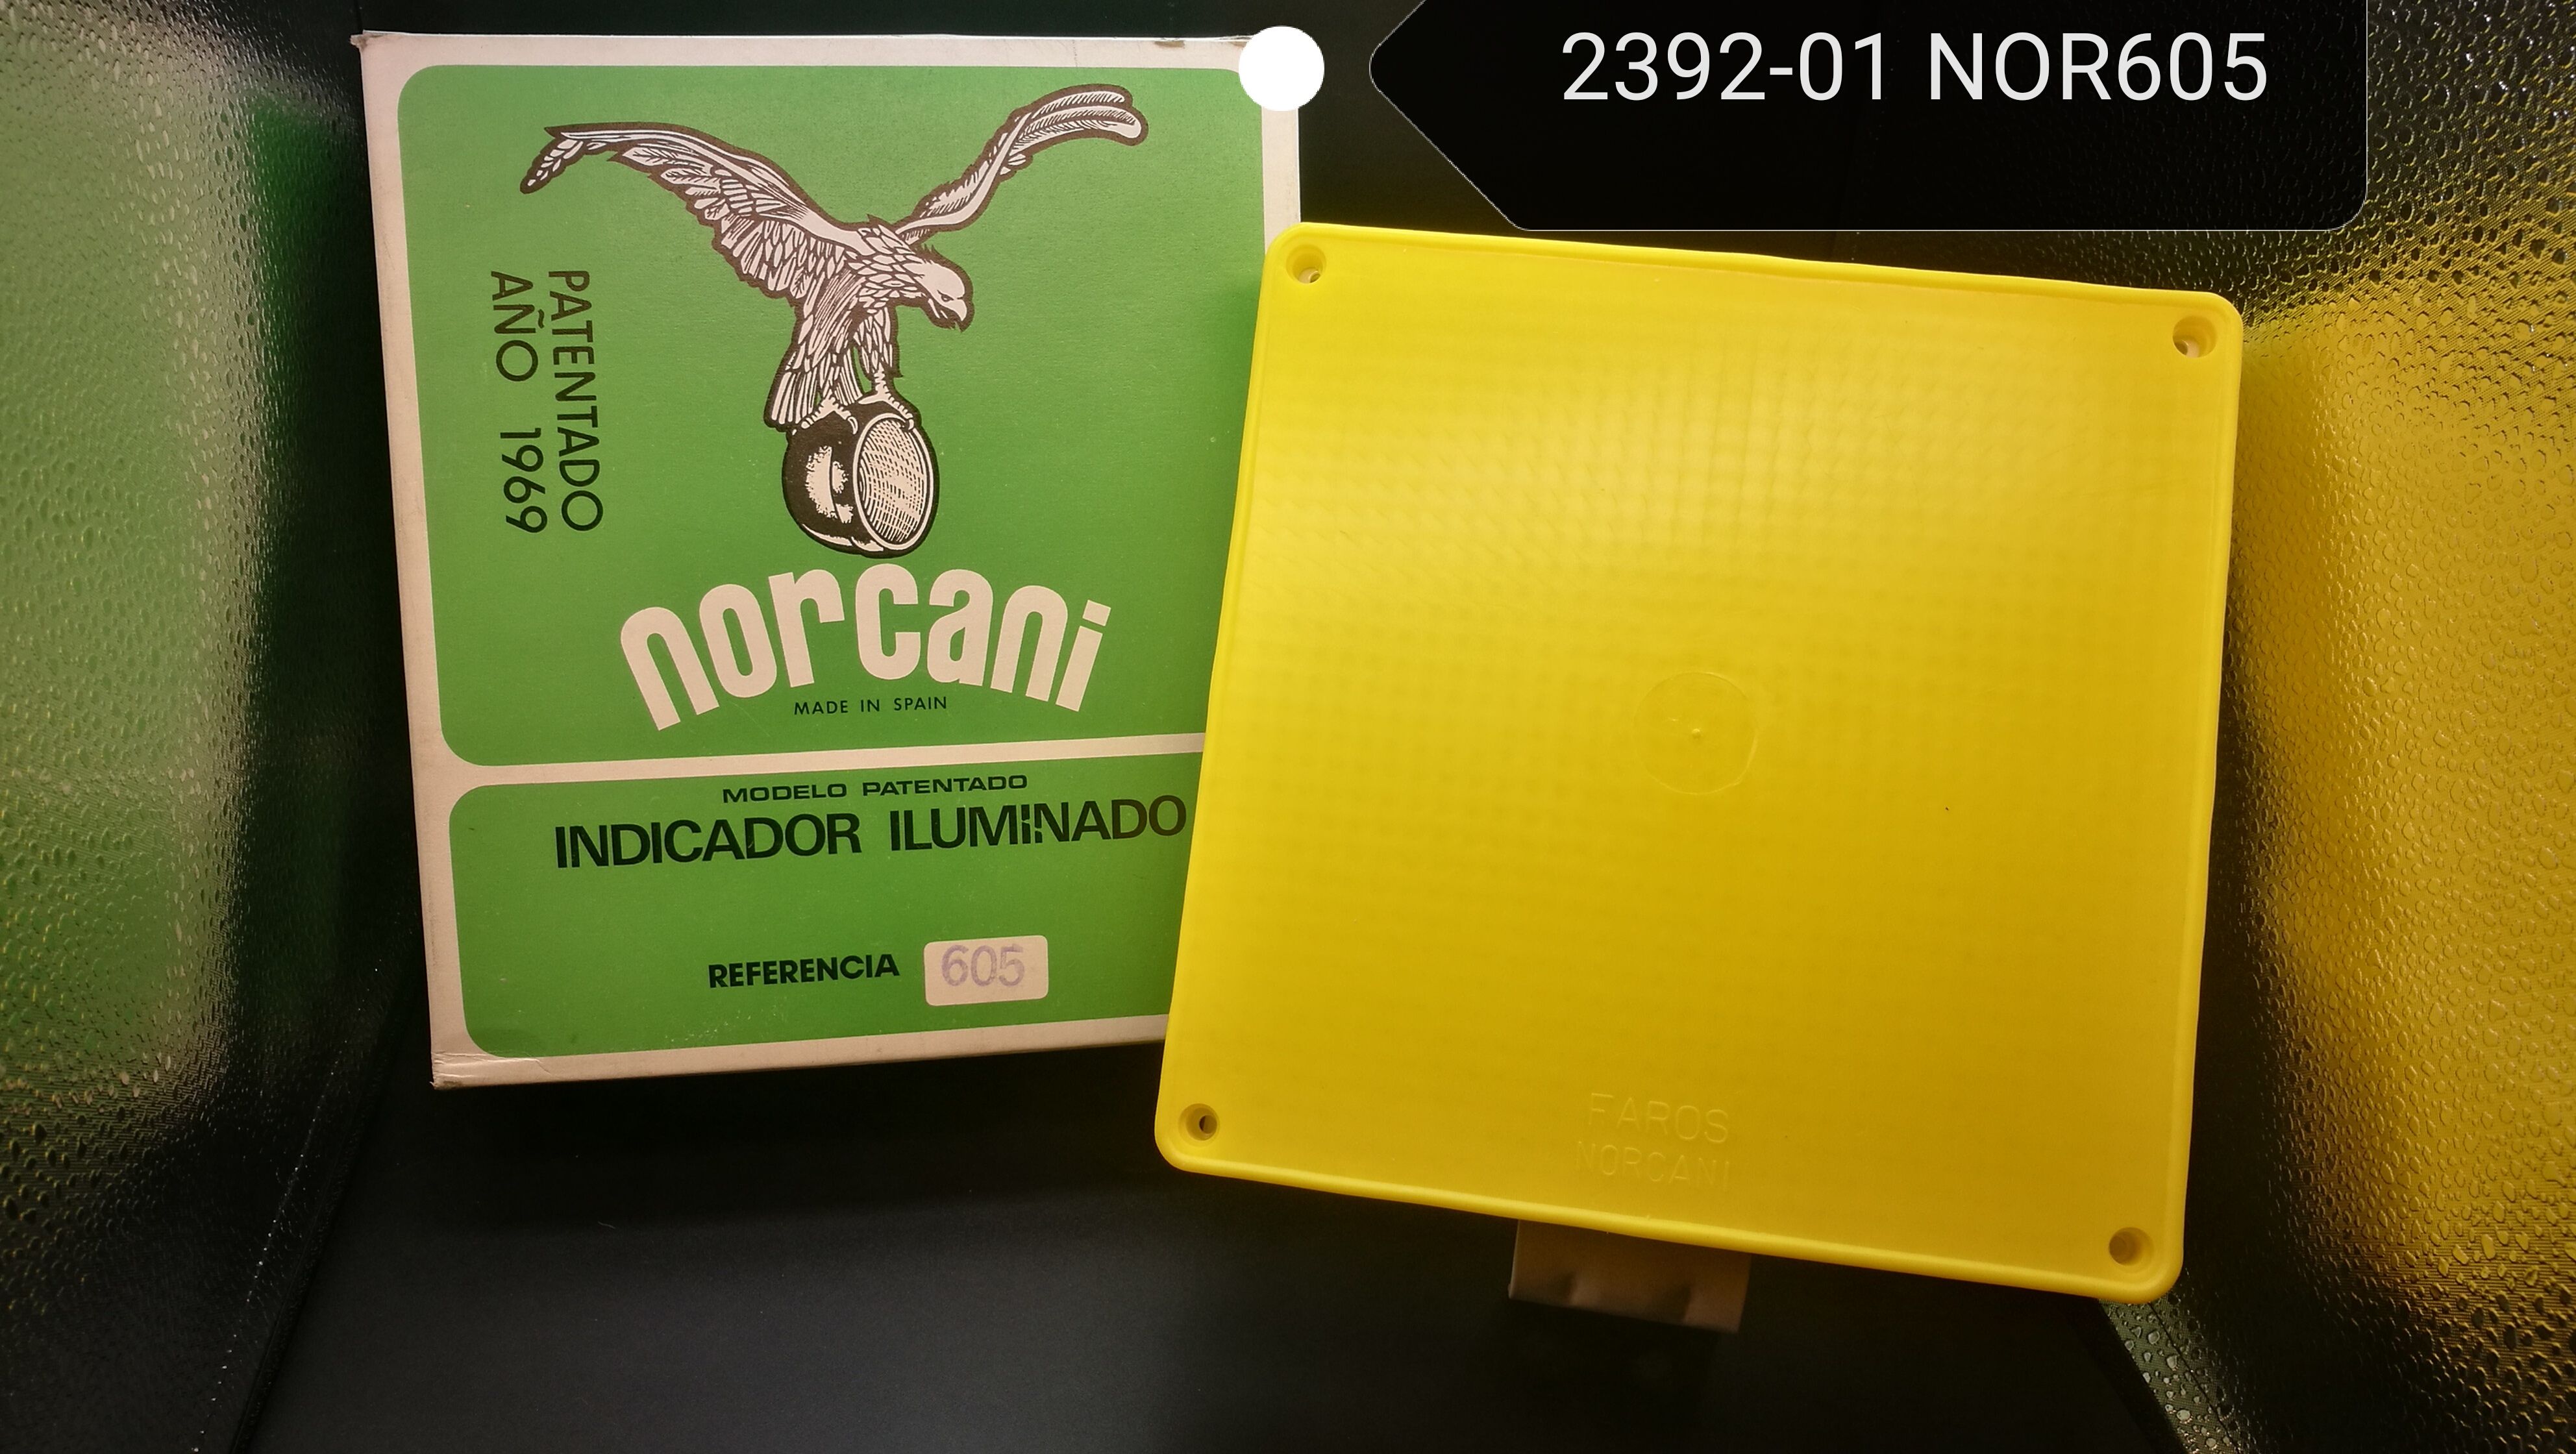 2392-01 NOR605
PATENTADO
AÑO 1969
norcani
MADE IN SPAIN
MODELO PATENTADO
INDICADOR ILUMINADO
REFERENCIA 605
FAROS
NORCANI